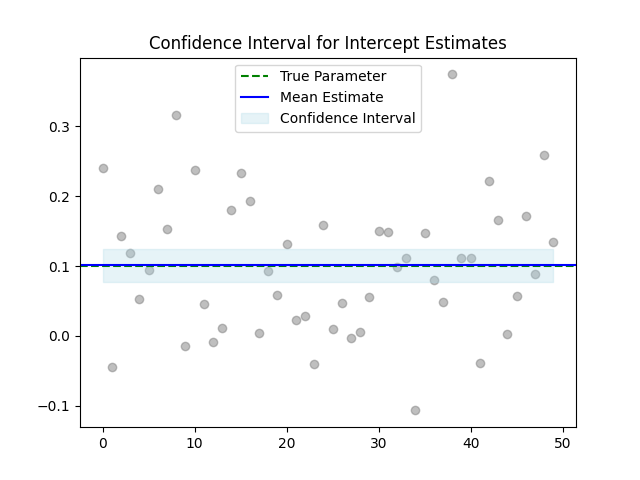 Confidence Interval for Intercept Estimates
True Parameter
Mean Estimate
Confidence Interval
0.3
0.2
0.1
0.0
−0.1
0 10 20 30 40 50